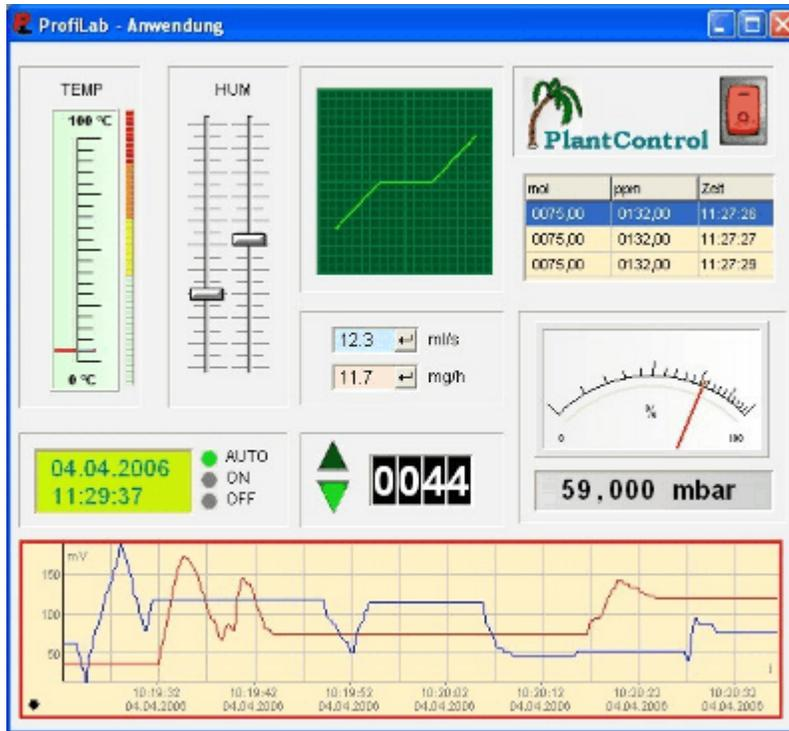 ProfiLab - Anwendung
TEMP
100 °C
0 °C
HUM
PlantControl
mol ppm Zeit
0075,00 0132,00 11:27:26
0075,00 0132,00 11:27:27
0075,00 0132,00 11:27:29
12.3 ml/s
11.7 mg/h
%
0 100
59,000 mbar
04.04.2006
11:29:37
AUTO
ON
OFF
0044
mV
150
100
50
10:19:32 10:19:42 10:19:52 10:20:02 10:20:12 10:20:23 10:20:33
04.04.2006 04.04.2006 04.04.2006 04.04.2006 04.04.2006 04.04.2006 04.04.2006